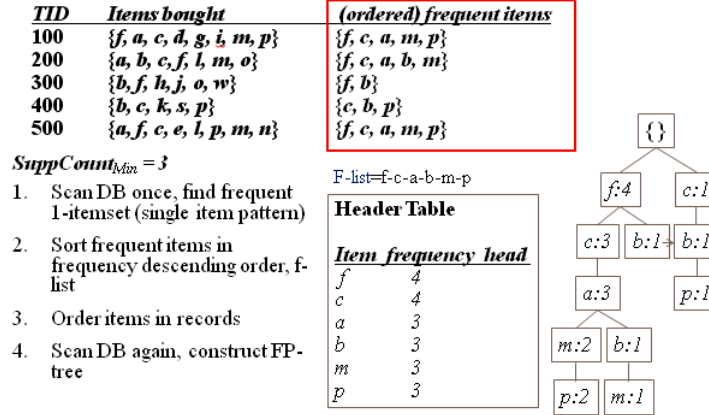 TID Items bought (ordered) frequent items
100 {f, a, c, d, g, i, m, p} {f, c, a, m, p}
200 {a, b, c, f, l, m, o} {f, c, a, b, m}
300 {b, f, h, j, o, w} {f, b}
400 {b, c, k, s, p} {c, b, p}
500 {a, f, c, e, l, p, m, n} {f, c, a, m, p}
SuppCountMin = 3
1. Scan DB once, find frequent
1-itemset (single item pattern)
2. Sort frequent items in
frequency descending order, f-
list
3. Order items in records
4. Scan DB again, construct FP-
tree
F-list=f-c-a-b-m-p
Header Table
Item frequency head
f 4
c 4
a 3
b 3
m 3
p 3
{}
f:4 c:1
c:3 b:1 b:1
a:3 p:1
m:2 b:1
p:2 m:1